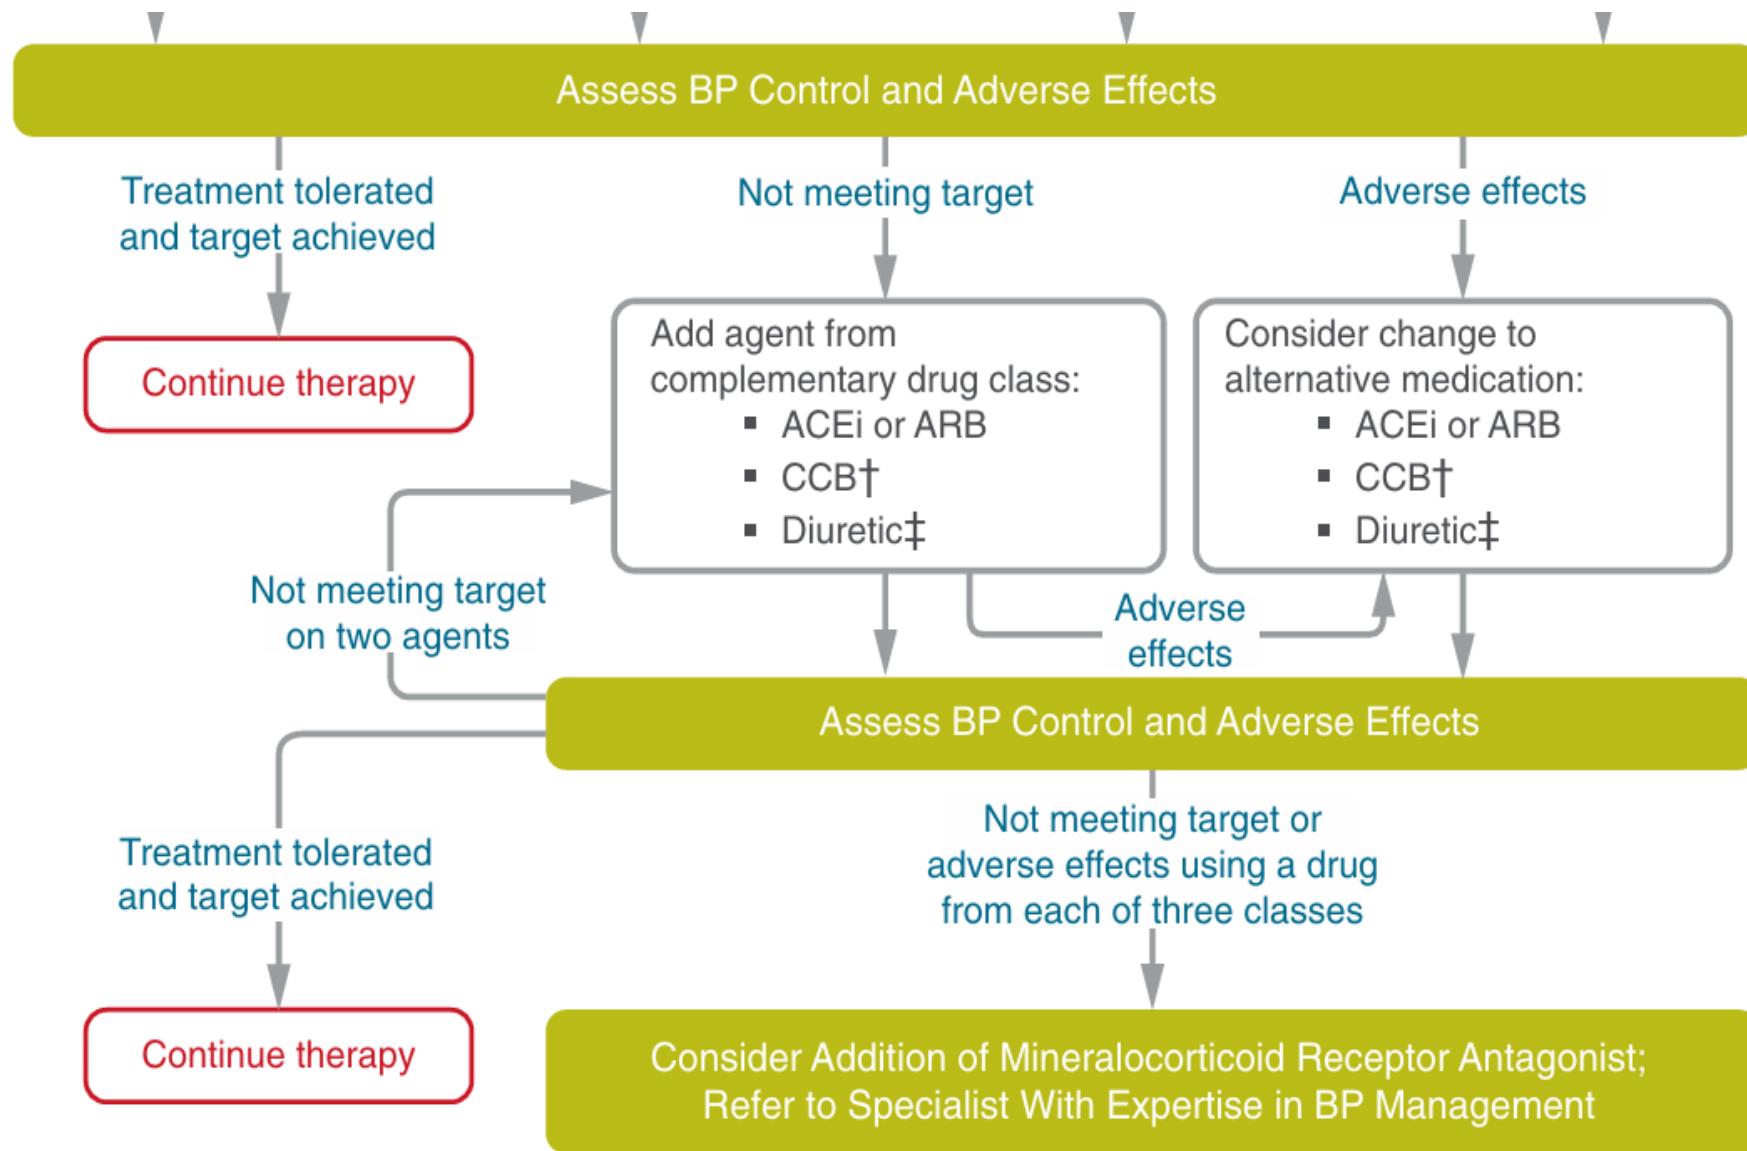 Assess BP Control and Adverse Effects
Treatment tolerated
and target achieved
Not meeting target
Adverse effects
Continue therapy
Add agent from
complementary drug class:
▪ ACEi or ARB
▪ CCB†
▪ Diuretic‡
Consider change to
alternative medication:
▪ ACEi or ARB
▪ CCB†
▪ Diuretic‡
Not meeting target
on two agents
Adverse
effects
Assess BP Control and Adverse Effects
Treatment tolerated
and target achieved
Not meeting target or
adverse effects using a drug
from each of three classes
Continue therapy
Consider Addition of Mineralocorticoid Receptor Antagonist;
Refer to Specialist With Expertise in BP Management